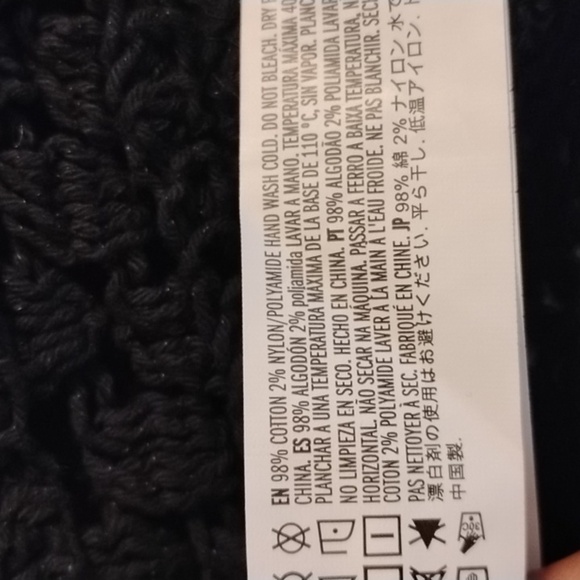 EN 98% COTTON 2% NYLON/POLYAMIDE HAND WASH COLD. DO NOT BLEACH. DRY
CHINA. ES 98% ALGODÓN 2% poliamida LAVAR A MANO. TEMPERATURA MÁXIMA
PLANCHAR A UNA TEMPERATURA MÁXIMA DE LA BASE DE 110 °C, SIN VAPOR.
NO LIMPIEZA EN SECO. HECHO EN CHINA. PT 98% ALGODÃO 2% POLIAMIDA
HORIZONTAL. NÃO SECAR NA MÁQUINA. PASSAR A FERRO A BAIXA TEMPERATURA,
COTON 2% POLYAMIDE LAVER À LA MAIN À L'EAU FROIDE. NE PAS BLANCHIR.
PAS NETTOYER À SEC. FABRIQUÉ EN CHINE. JP 98% 綿 2% ナイロン 水
漂白剤の使用はお避けください. 平ら干し. 低温アイロン.
中国製.